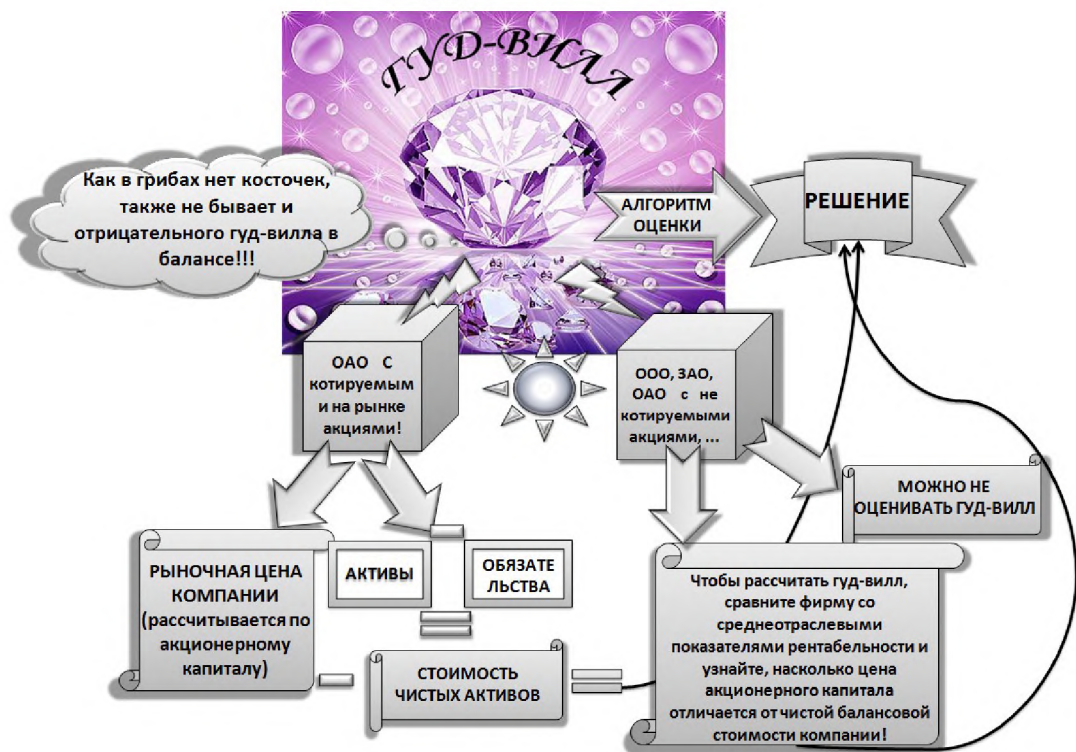 ГУД-ВИЛЛ
Как в грибах нет косточек,
также не бывает и
отрицательного гуд-вилла в
балансе!!!
АЛГОРИТМ
ОЦЕНКИ
РЕШЕНИЕ
ОАО С
котируемым
и на рынке
акциями!
ООО, ЗАО,
ОАО с не
котируемыми
акциями, ...
МОЖНО НЕ
ОЦЕНИВАТЬ ГУД-ВИЛЛ
РЫНОЧНАЯ ЦЕНА
КОМПАНИИ
(рассчитывается по
акционерному
капиталу)
АКТИВЫ
ОБЯЗАТЕ
ЛЬСТВА
СТОИМОСТЬ
ЧИСТЫХ АКТИВОВ
Чтобы рассчитать гуд-вилл,
сравните фирму со
среднеотраслевыми
показателями рентабельности и
узнайте, насколько цена
акционерного капитала
отличается от чистой балансовой
стоимости компании!